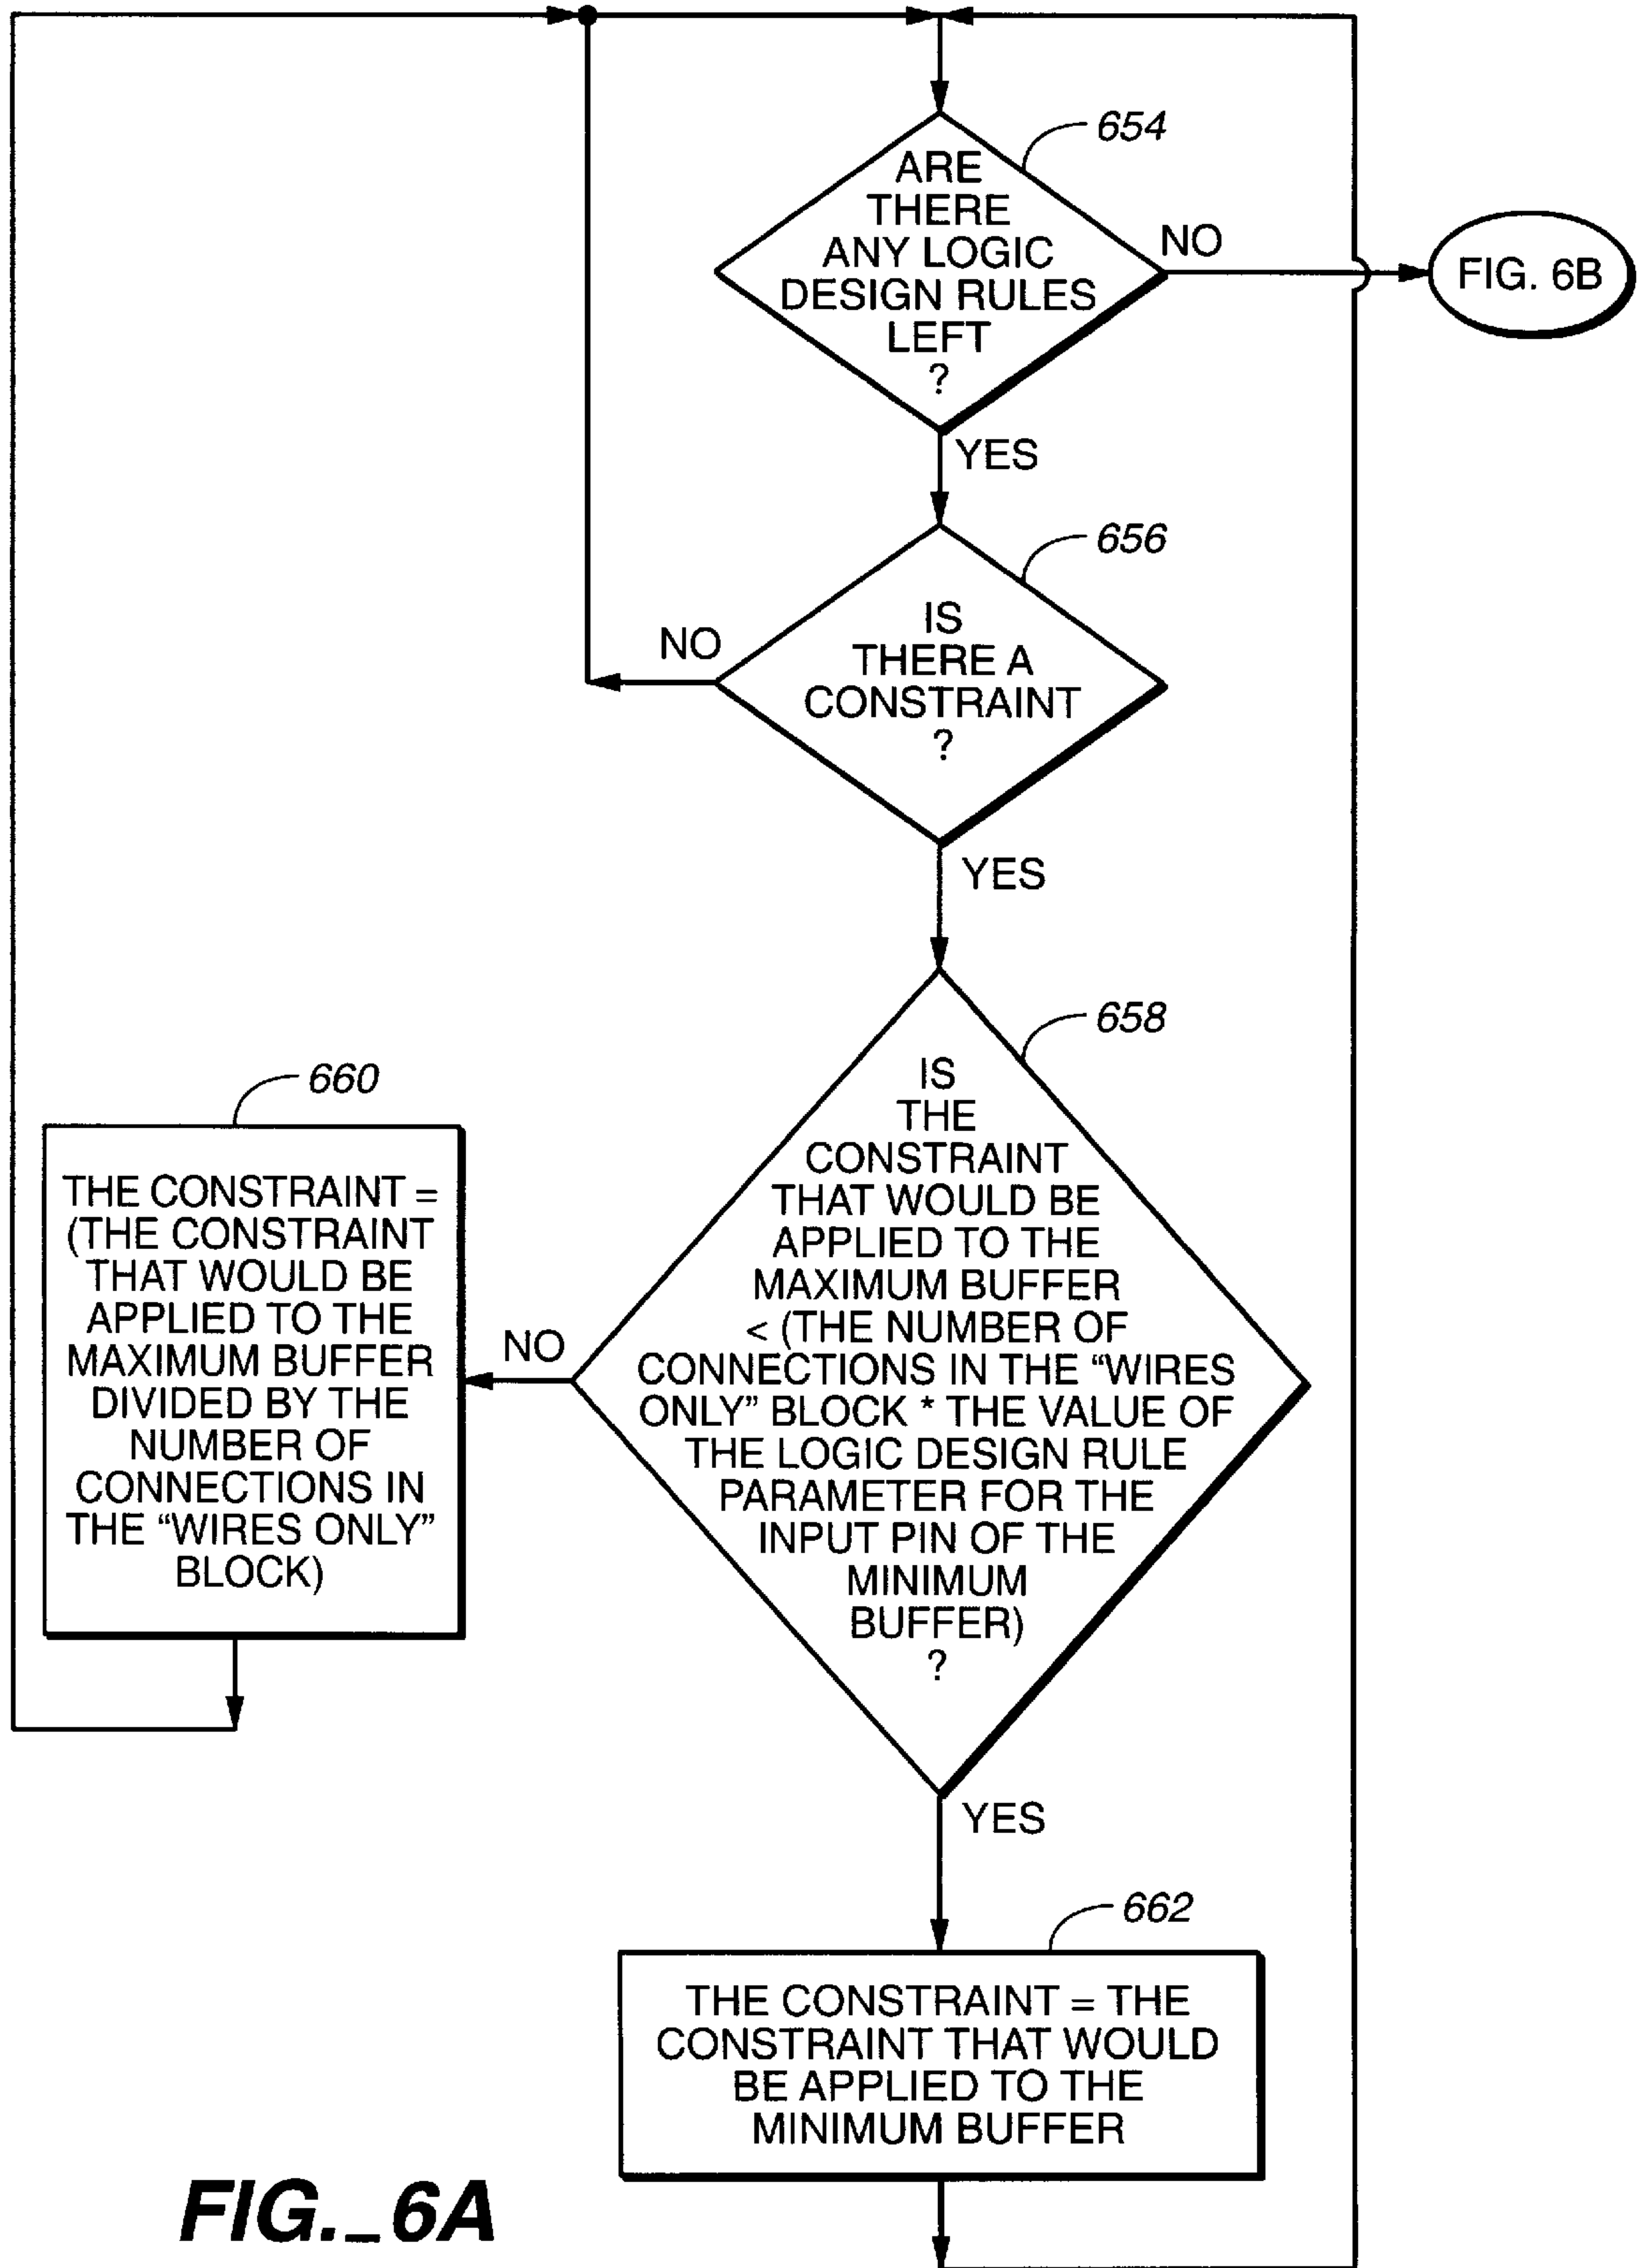 654
ARE
THERE
ANY LOGIC
DESIGN RULES
LEFT
?
NO
FIG. 6B
YES
656
IS
THERE A
CONSTRAINT
?
NO
YES
658
IS
THE
CONSTRAINT
THAT WOULD BE
APPLIED TO THE
MAXIMUM BUFFER
< (THE NUMBER OF
CONNECTIONS IN THE “WIRES
ONLY” BLOCK * THE VALUE OF
THE LOGIC DESIGN RULE
PARAMETER FOR THE
INPUT PIN OF THE
MINIMUM
BUFFER)
?
NO
660
THE CONSTRAINT =
(THE CONSTRAINT
THAT WOULD BE
APPLIED TO THE
MAXIMUM BUFFER
DIVIDED BY THE
NUMBER OF
CONNECTIONS IN
THE “WIRES ONLY”
BLOCK)
YES
662
THE CONSTRAINT = THE
CONSTRAINT THAT WOULD
BE APPLIED TO THE
MINIMUM BUFFER
FIG._6A